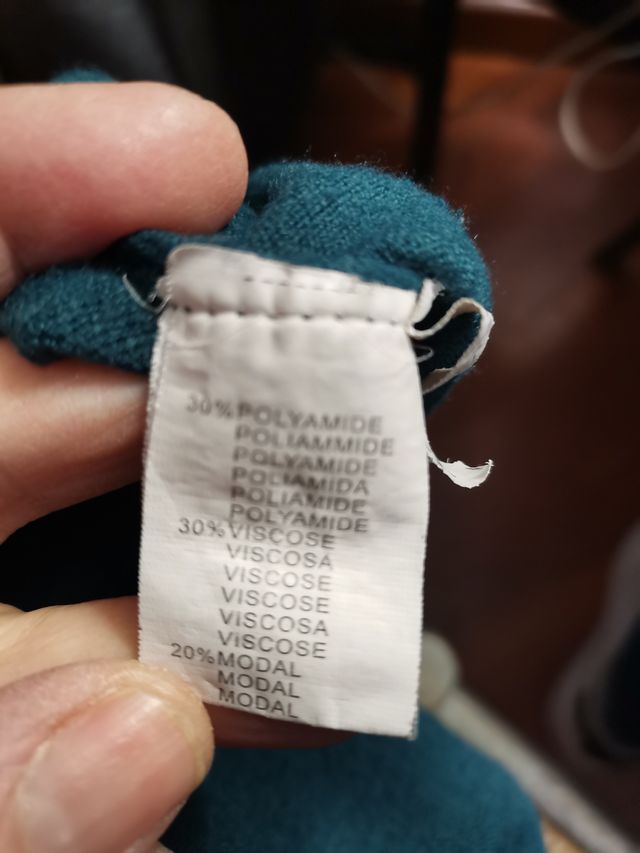 30% POLYAMIDE
POLIAMMIDE
POLYAMIDE
POLIAMIDA
POLIAMIDE
POLYAMIDE
30% VISCOSE
VISCOSA
VISCOSE
VISCOSE
VISCOSA
VISCOSE
20% MODAL
MODAL
MODAL